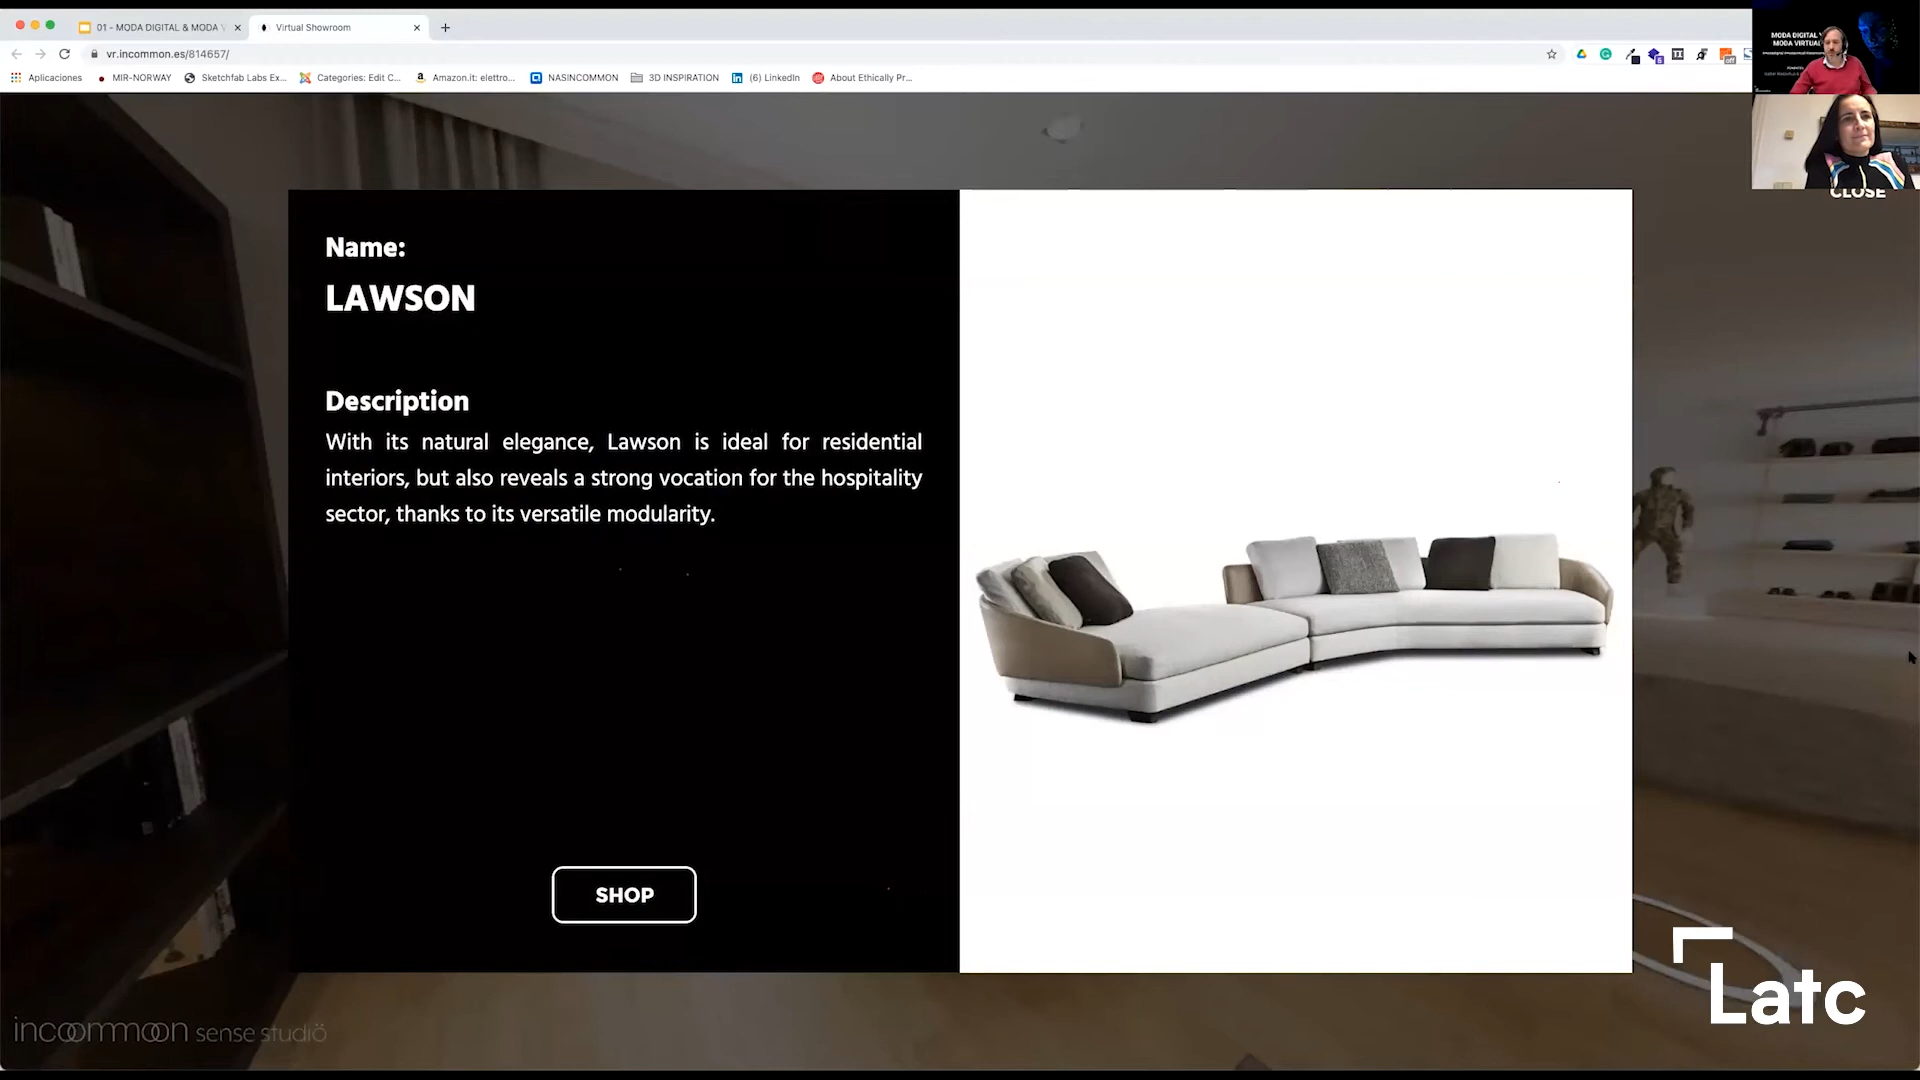 01 - MODA DIGITAL & MODA V
Virtual Showroom
vr.incommon.es/814657/
Aplicaciones
MIR-NORWAY
Sketchfab Labs Ex...
Categories: Edit C...
Amazon.it: elettro...
NASINCOMMON
3D INSPIRATION
(6) LinkedIn
About Ethically Pr...
MODA DIGITAL Y
MODA VIRTUAL
CLOSE
Name:
LAWSON
Description
With its natural elegance, Lawson is ideal for residential
interiors, but also reveals a strong vocation for the hospitality
sector, thanks to its versatile modularity.
SHOP
incoommoon sense studiö
Latc